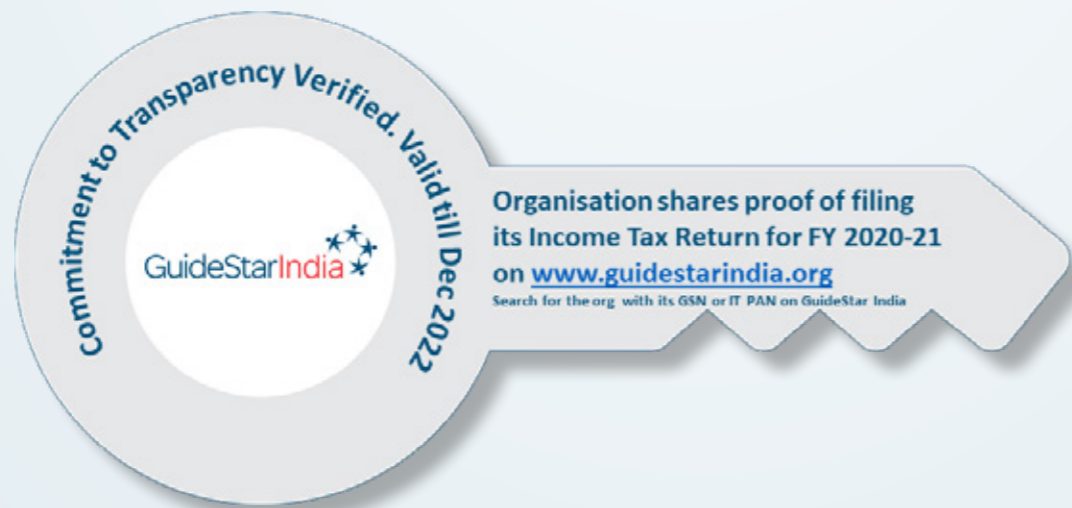 Commitment to Transparency Verified. Valid till Dec 2022
GuideStarIndia
Organisation shares proof of filing
its Income Tax Return for FY 2020-21
on www.guidestarindia.org
Search for the org with its GSN or IT PAN on GuideStar India